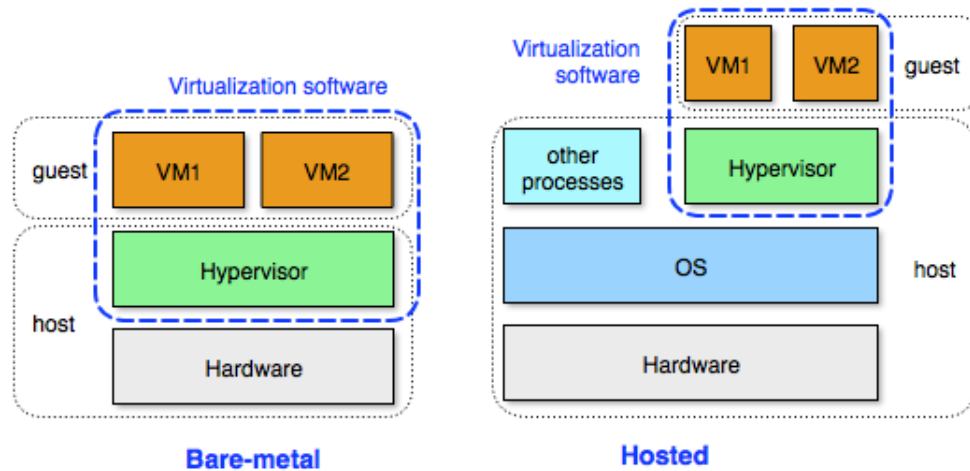 Virtualization software
guest
VM1
VM2
Hypervisor
host
Hardware
Bare-metal
Virtualization
software
VM1
VM2
guest
other
processes
Hypervisor
OS
host
Hardware
Hosted